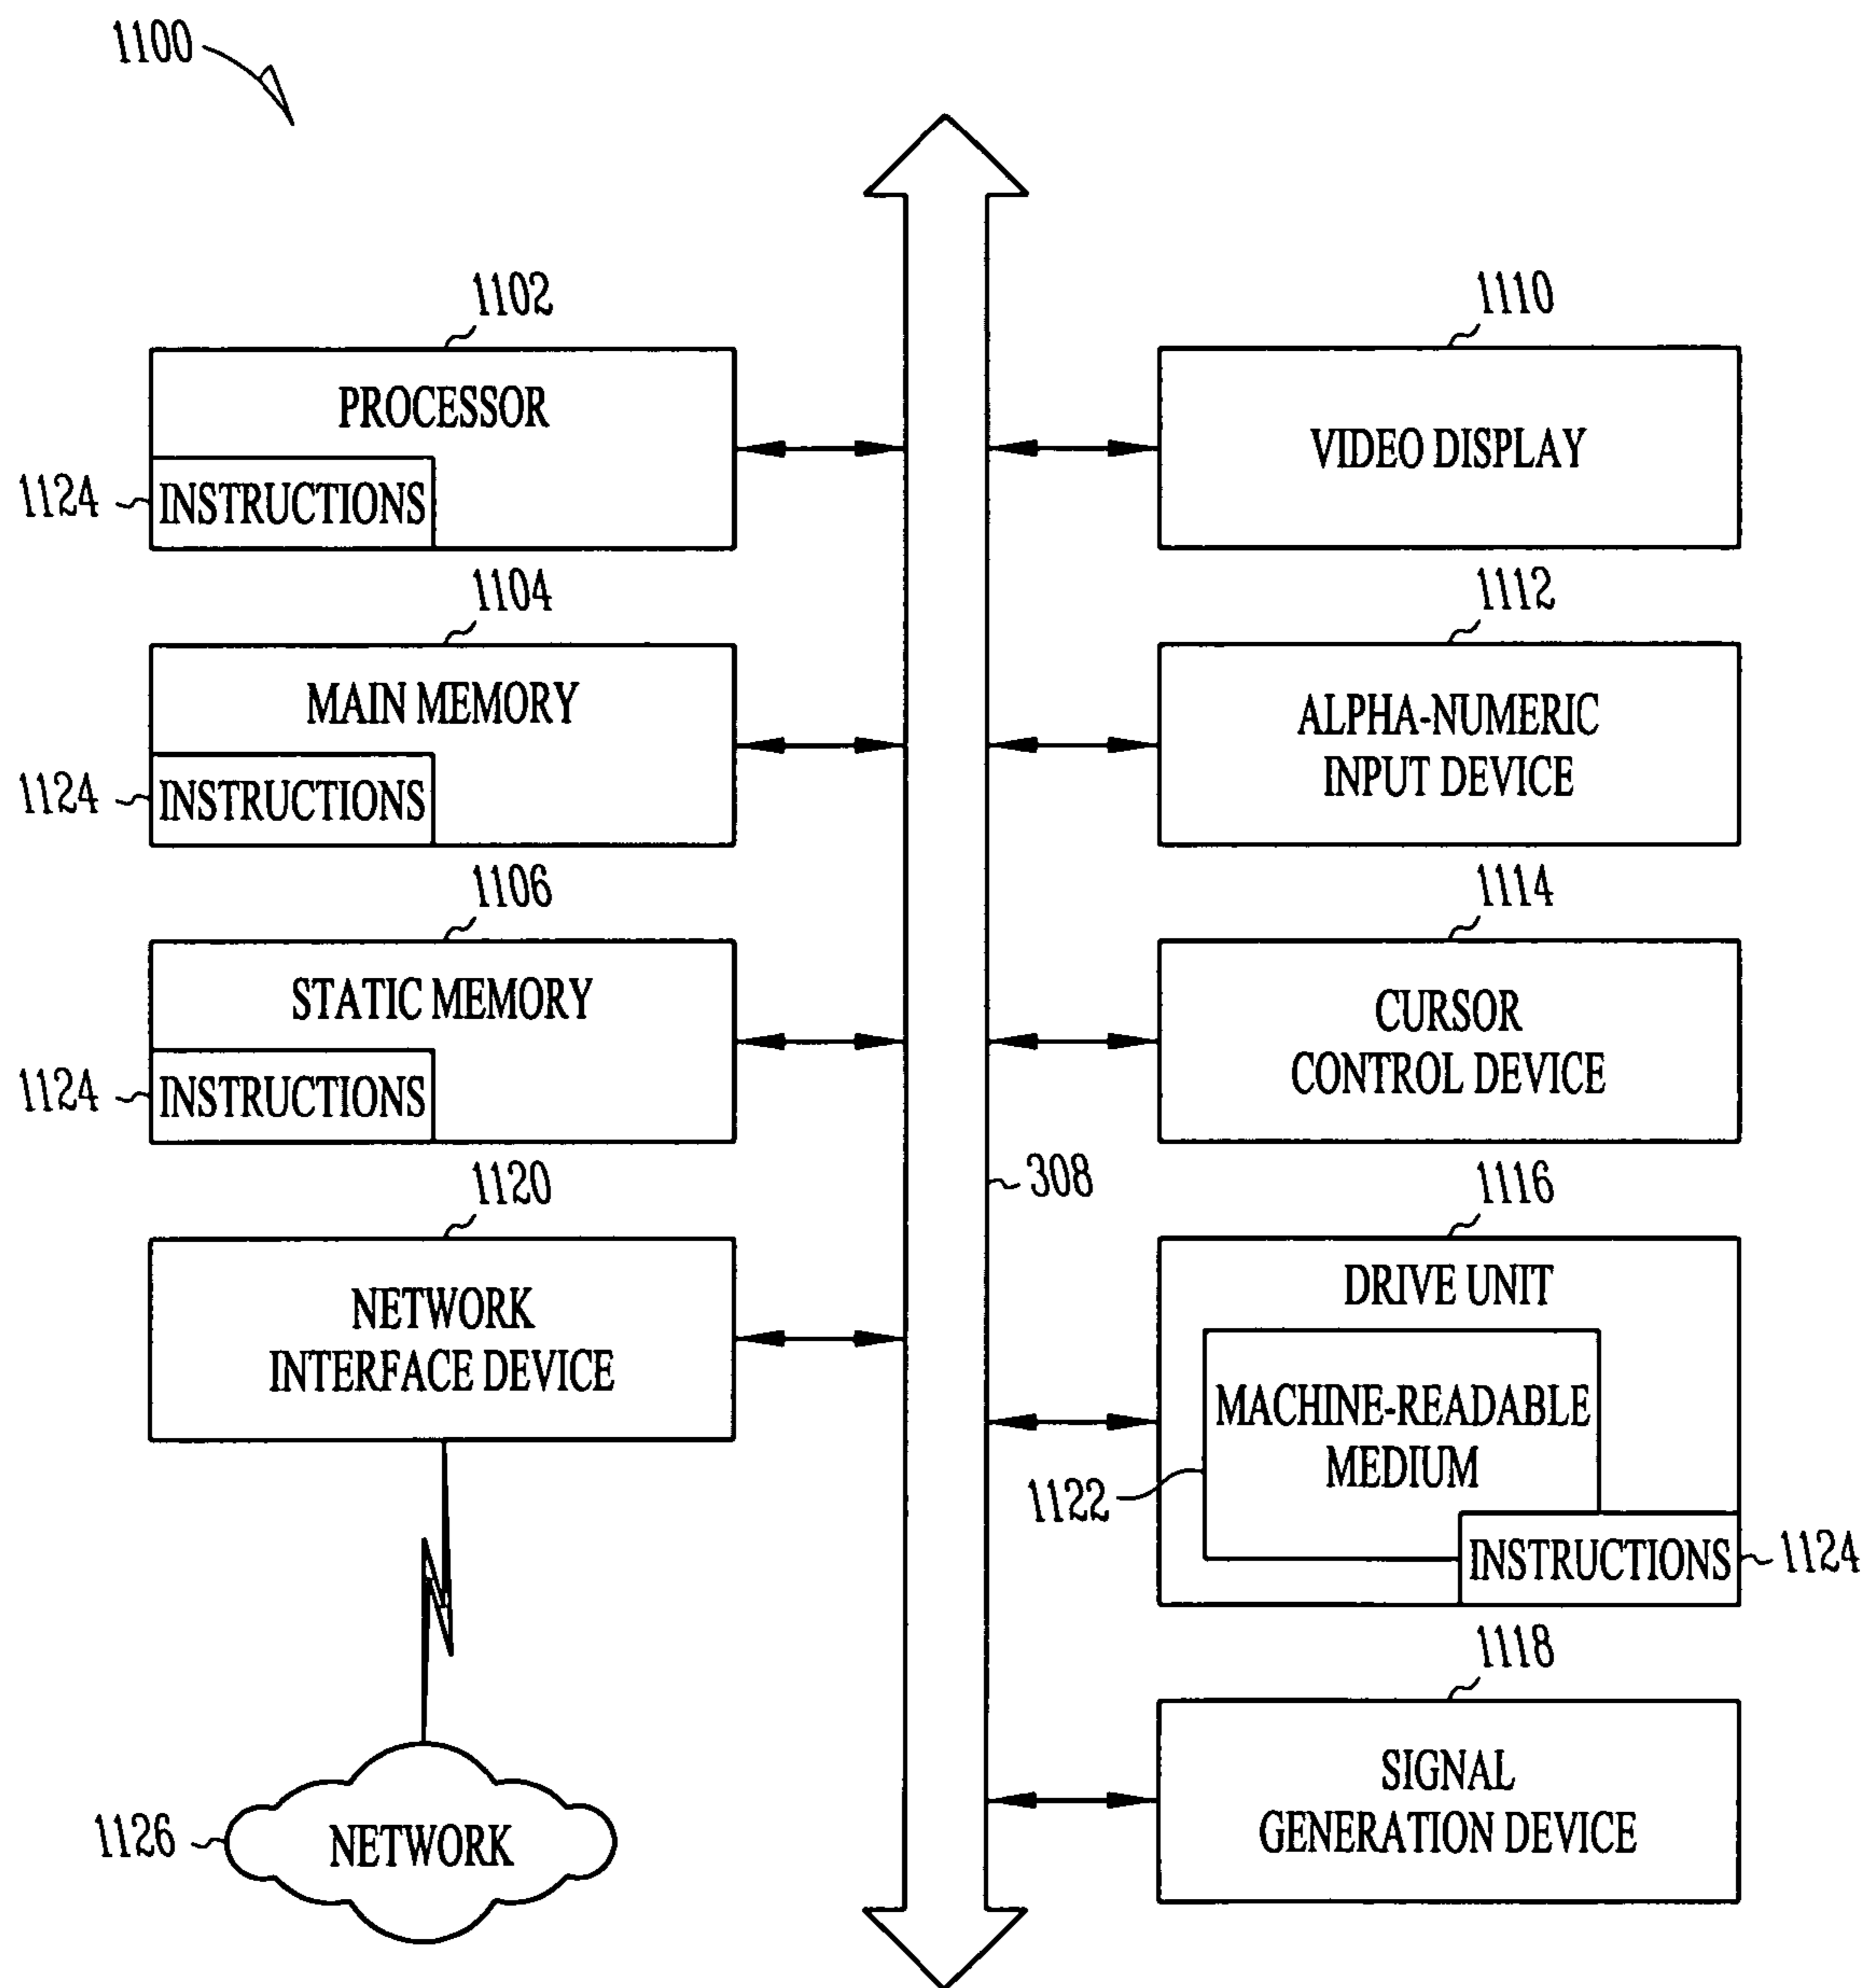 1100
1102
PROCESSOR
1124
INSTRUCTIONS
1104
MAIN MEMORY
1124
INSTRUCTIONS
1106
STATIC MEMORY
1124
INSTRUCTIONS
1120
NETWORK
INTERFACE DEVICE
1126
NETWORK
308
1110
VIDEO DISPLAY
1112
ALPHA-NUMERIC
INPUT DEVICE
1114
CURSOR
CONTROL DEVICE
1116
DRIVE UNIT
MACHINE-READABLE
MEDIUM
1122
INSTRUCTIONS
1124
1118
SIGNAL
GENERATION DEVICE